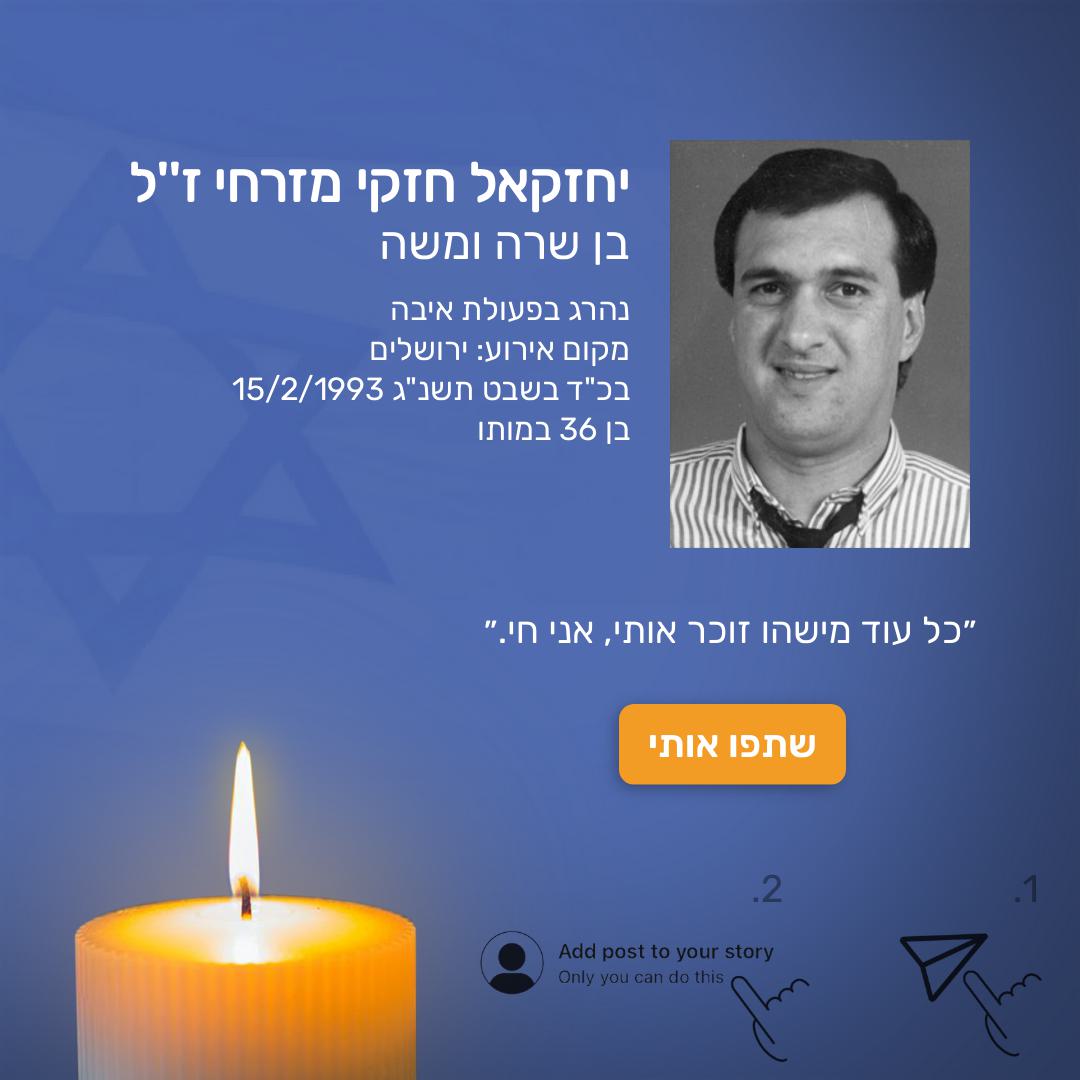 יחזקאל חזקי מזרחי ז"ל
בן שרה ומשה
נהרג בפעולת איבה
מקום אירוע: ירושלים
בכ"ד בשבט תשנ"ג 15/2/1993
בן 36 במותו
״כל עוד מישהו זוכר אותי, אני חי.״
שתפו אותי
1.
2.
Add post to your story
Only you can do this